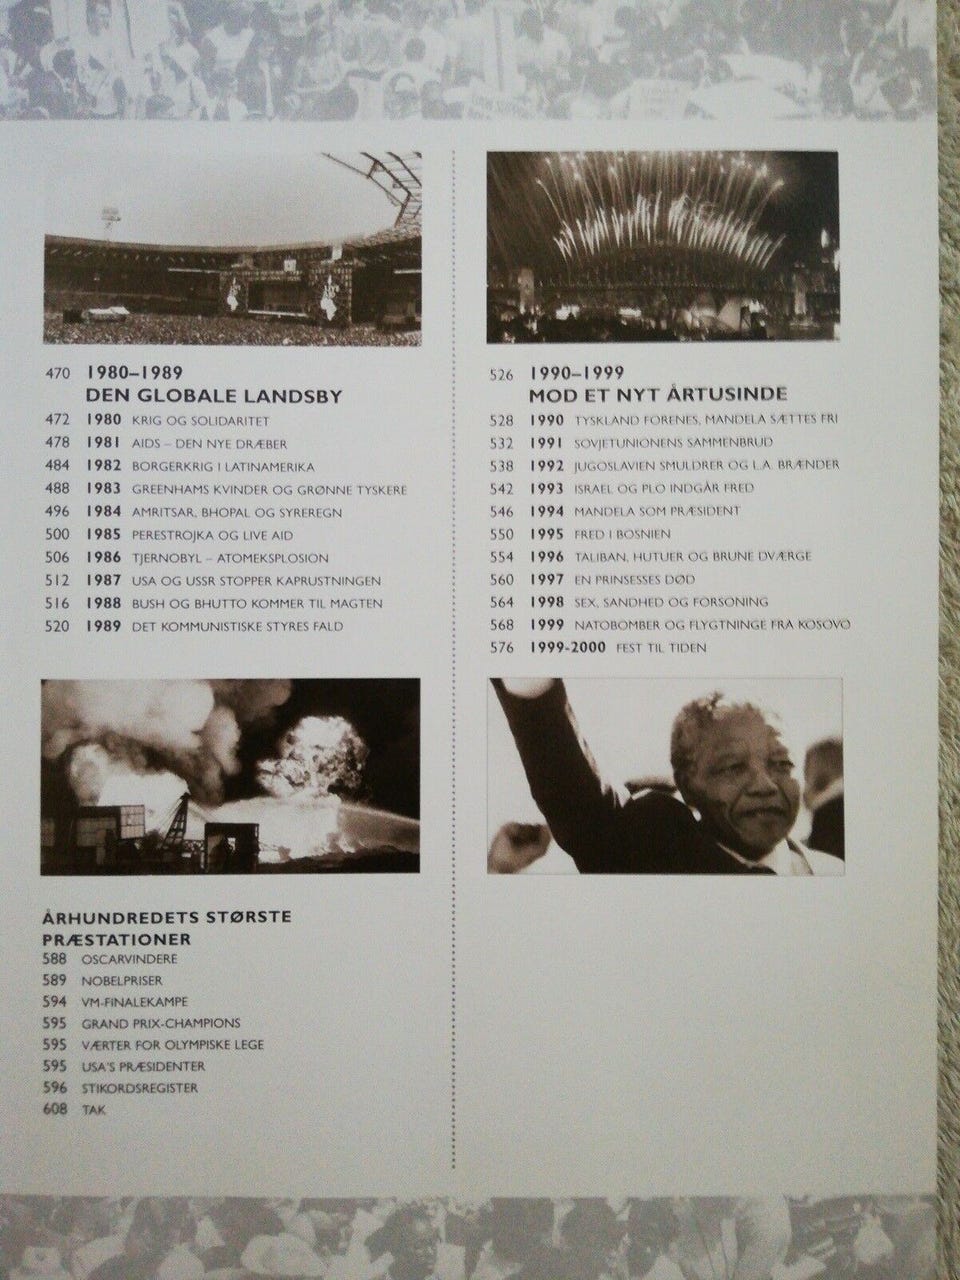 470 1980–1989
DEN GLOBALE LANDSBY
472 1980 KRIG OG SOLIDARITET
478 1981 AIDS – DEN NYE DRÆBER
484 1982 BORGERKRIG I LATINAMERIKA
488 1983 GREENHAMS KVINDER OG GRØNNE TYSKERE
496 1984 AMRITSAR, BHOPAL OG SYREREGN
500 1985 PERESTROJKA OG LIVE AID
506 1986 TJERNOBYL – ATOMEKSPLOSION
512 1987 USA OG USSR STOPPER KAPRUSTNINGEN
516 1988 BUSH OG BHUTTO KOMMER TIL MAGTEN
520 1989 DET KOMMUNISTISKE STYRES FALD
ÅRHUNDREDETS STØRSTE
PRÆSTATIONER
588 OSCARVINDERE
589 NOBELPRISER
594 VM-FINALEKAMPE
595 GRAND PRIX-CHAMPIONS
595 VÆRTER FOR OLYMPISKE LEGE
595 USA'S PRÆSIDENTER
596 STIKORDSREGISTER
608 TAK
526 1990–1999
MOD ET NYT ÅRTUSINDE
528 1990 TYSKLAND FORENES, MANDELA SÆTTES FRI
532 1991 SOVJETUNIONENS SAMMENBRUD
538 1992 JUGOSLAVIEN SMULDRER OG L.A. BRÆNDER
542 1993 ISRAEL OG PLO INDGÅR FRED
546 1994 MANDELA SOM PRÆSIDENT
550 1995 FRED I BOSNIEN
554 1996 TALIBAN, HUTUER OG BRUNE DVÆRGE
560 1997 EN PRINSESSES DØD
564 1998 SEX, SANDHED OG FORSONING
568 1999 NATOBOMBER OG FLYGTNINGE FRA KOSOVO
576 1999-2000 FEST TIL TIDEN